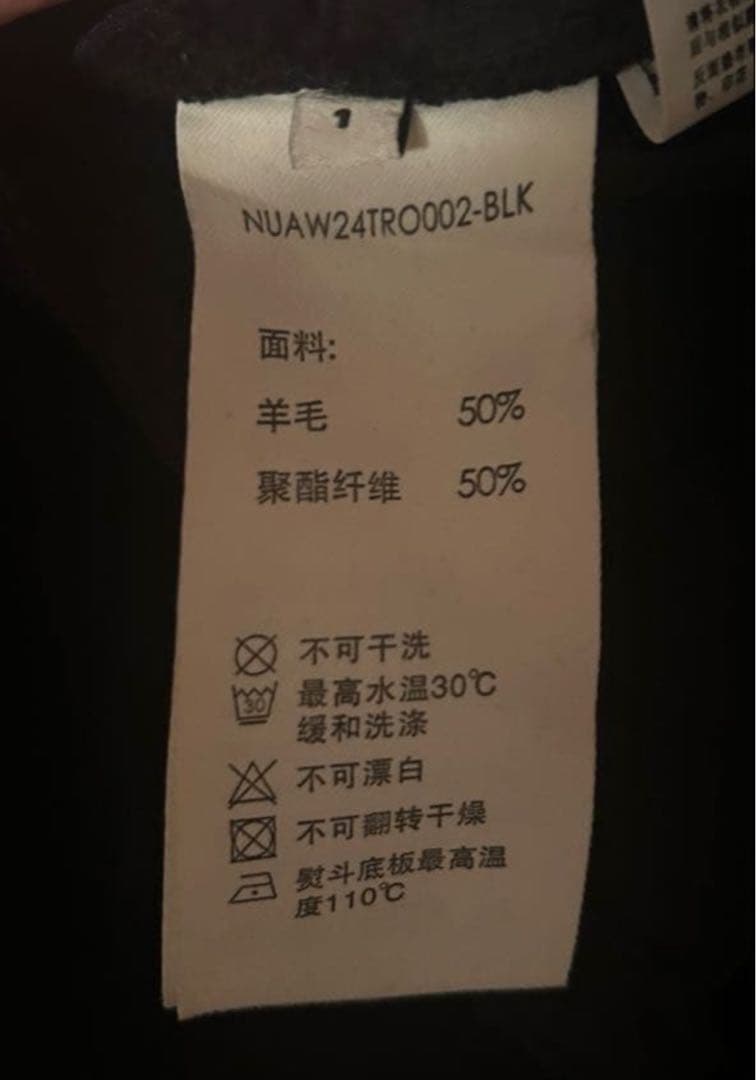 1
NUAW24TRO002-BLK
面料:
羊毛 50%
聚酯纤维 50%
不可干洗
30
最高水温30℃
缓和洗涤
不可漂白
不可翻转干燥
熨斗底板最高温
度110℃